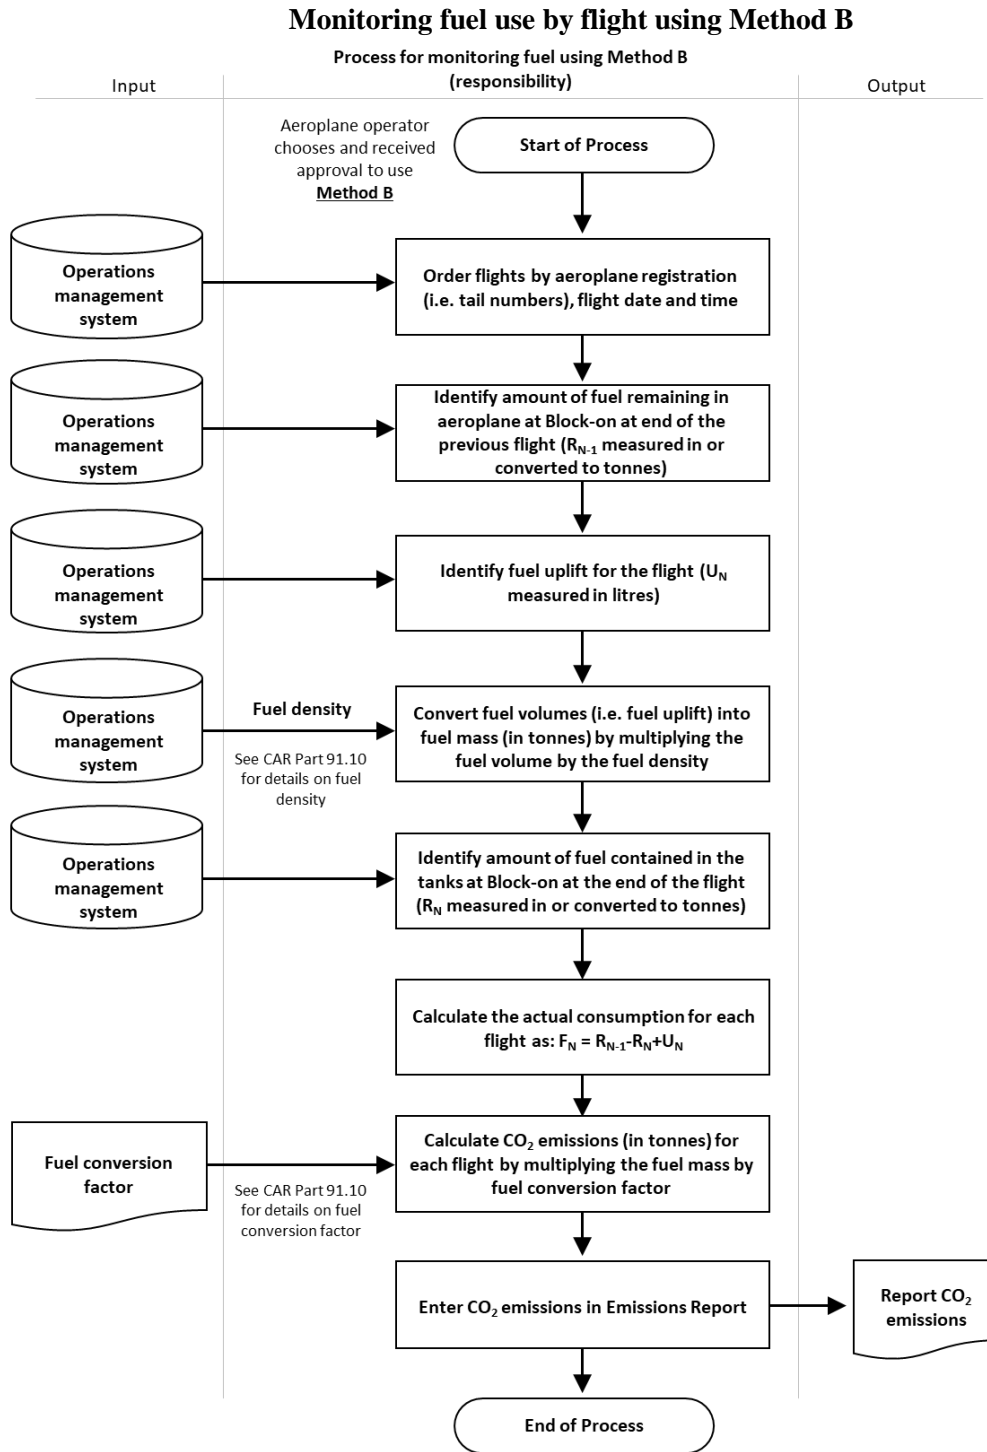 Monitoring fuel use by flight using Method B
Process for monitoring fuel using Method B
(responsibility)
Input
Output
Aeroplane operator
chooses and received
approval to use
Method B
Start of Process
Operations
management
system
Order flights by aeroplane registration
(i.e. tail numbers), flight date and time
Operations
management
system
Identify amount of fuel remaining in
aeroplane at Block-on at end of the
previous flight (R_{N-1} measured in or
converted to tonnes)
Operations
management
system
Identify fuel uplift for the flight (U_N
measured in litres)
Operations
management
system
Fuel density
See CAR Part 91.10
for details on fuel
density
Convert fuel volumes (i.e. fuel uplift) into
fuel mass (in tonnes) by multiplying the
fuel volume by the fuel density
Operations
management
system
Identify amount of fuel contained in the
tanks at Block-on at the end of the flight
(R_N measured in or converted to tonnes)
Calculate the actual consumption for each
flight as: F_N = R_{N-1}-R_N+U_N
Fuel conversion
factor
See CAR Part 91.10
for details on fuel
conversion factor
Calculate CO₂ emissions (in tonnes) for
each flight by multiplying the fuel mass by
fuel conversion factor
Enter CO₂ emissions in Emissions Report
Report CO₂
emissions
End of Process